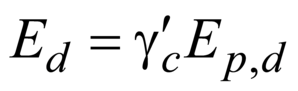 E_d = γ′_c E_{p,d}